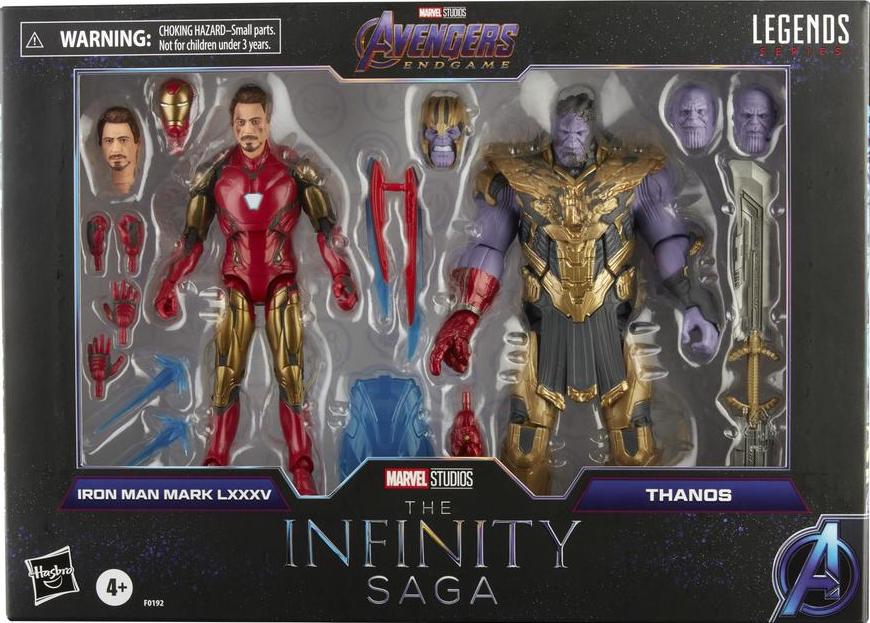 WARNING:
CHOKING HAZARD–Small parts.
Not for children under 3 years.
MARVEL STUDIOS
AVENGERS
ENDGAME
LEGENDS
SERIES
IRON MAN MARK LXXXV
MARVEL STUDIOS
THE
INFINITY
SAGA
THANOS
Hasbro
4+
F0192
A